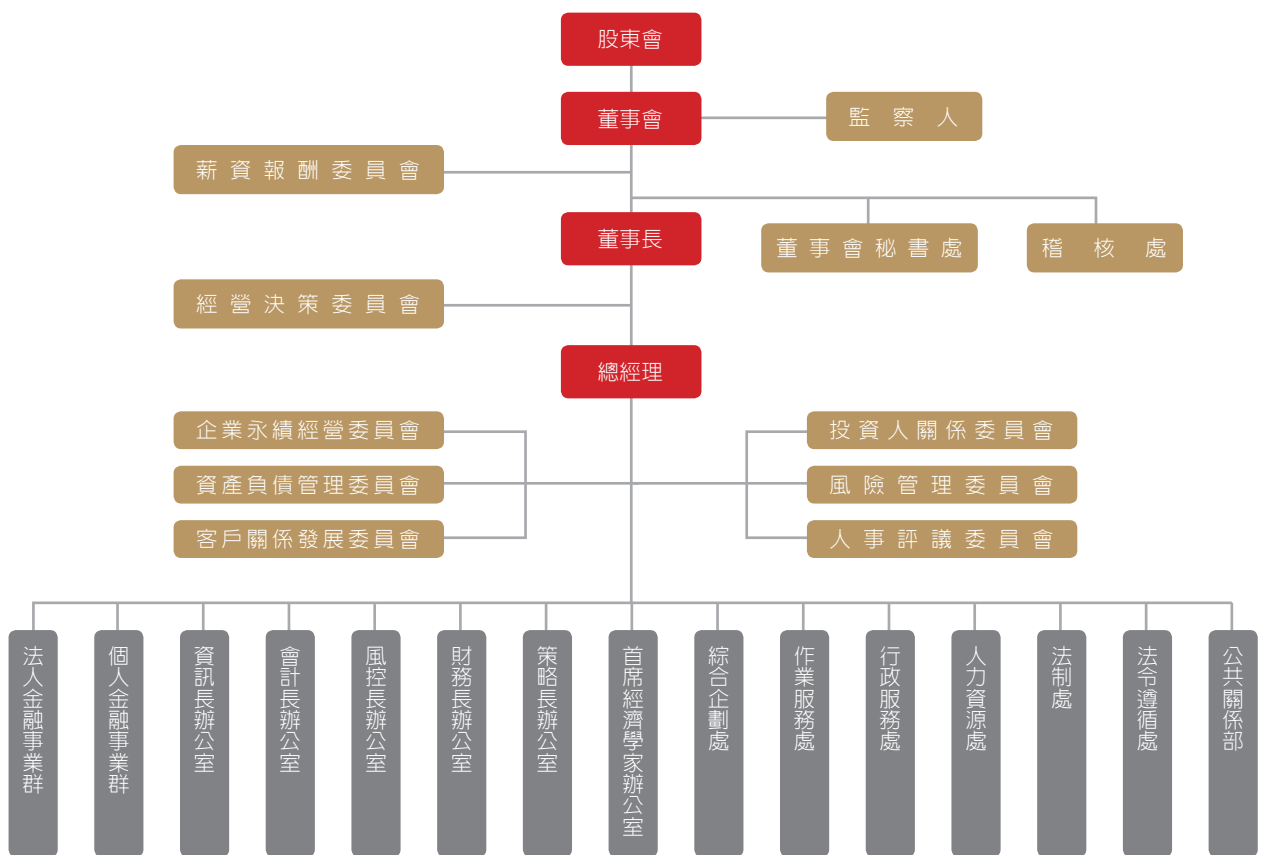 股東會
董事會
監察人
薪資報酬委員會
董事長
董事會秘書處
稽核處
經營決策委員會
總經理
企業永續經營委員會
投資人關係委員會
資產負債管理委員會
風險管理委員會
客戶關係發展委員會
人事評議委員會
法人金融事業群
個人金融事業群
資訊長辦公室
會計長辦公室
風控長辦公室
財務長辦公室
策略長辦公室
首席經濟學家辦公室
綜合企劃處
作業服務處
行政服務處
人力資源處
法制處
法令遵循處
公共關係部